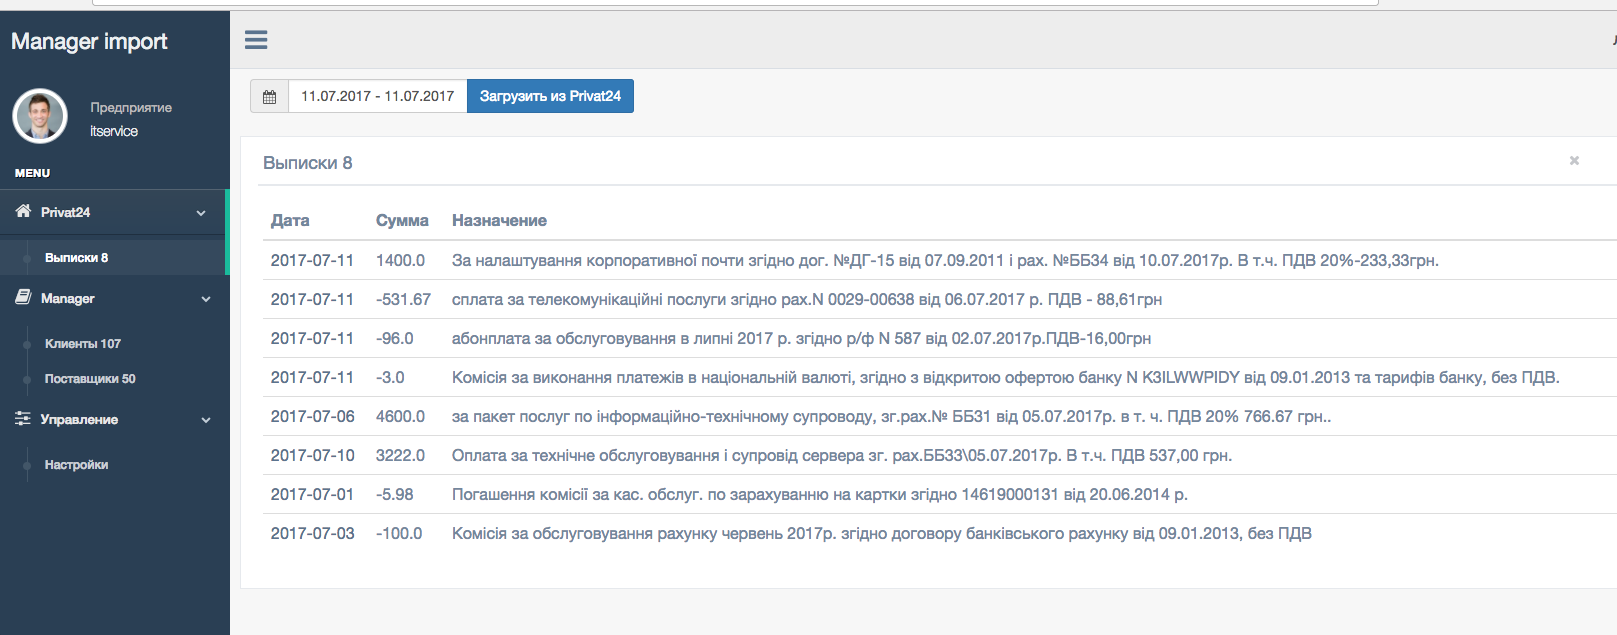 Manager import
Предприятие
itservice
MENU
Privat24
Выписки 8
Manager
Клиенты 107
Поставщики 50
Управление
Настройки
11.07.2017 - 11.07.2017 Загрузить из Privat24
Выписки 8
Дата Сумма Назначение
2017-07-11 1400.0 За налаштування корпоративної почти згідно дог. №ДГ-15 від 07.09.2011 і рах. №ББ34 від 10.07.2017р. В т.ч. ПДВ 20%-233,33грн.
2017-07-11 -531.67 сплата за телекомунікаційні послуги згідно рах.N 0029-00638 від 06.07.2017 р. ПДВ - 88,61грн
2017-07-11 -96.0 абонплата за обслуговування в липні 2017 р. згідно р/ф N 587 від 02.07.2017р.ПДВ-16,00грн
2017-07-11 -3.0 Комісія за виконання платежів в національній валюті, згідно з відкритою офертою банку N K3ILWWPIDY від 09.01.2013 та тарифів банку, без ПДВ.
2017-07-06 4600.0 за пакет послуг по інформаційно-технічному супроводу, зг.рах.№ ББ31 від 05.07.2017р. в т. ч. ПДВ 20% 766.67 грн..
2017-07-10 3222.0 Оплата за технічне обслуговування і супровід сервера зг. рах.ББ33\05.07.2017р. В т.ч. ПДВ 537,00 грн.
2017-07-01 -5.98 Погашення комісії за кас. обслуг. по зарахуванню на картки згідно 14619000131 від 20.06.2014 р.
2017-07-03 -100.0 Комісія за обслуговування рахунку червень 2017р. згідно договору банківського рахунку від 09.01.2013, без ПДВ